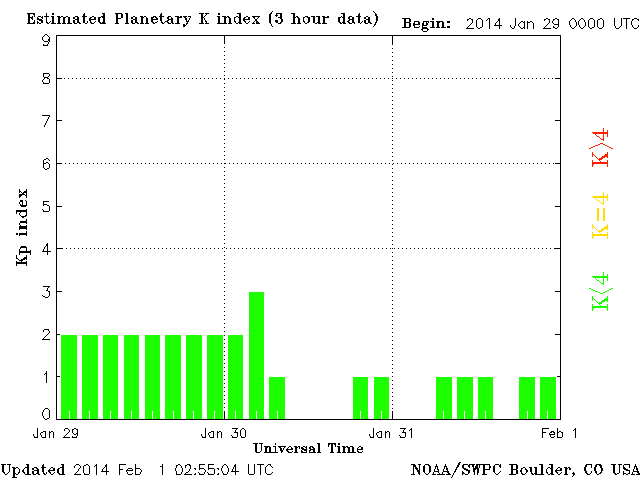 Estimated Planetary K index (3 hour data)
Begin: 2014 Jan 29 0000 UTC
9
8
7
6
5
4
3
2
1
0
Kp index
K>4
K=4
K<4
Jan 29
Jan 30
Jan 31
Feb 1
Universal Time
Updated 2014 Feb 1 02:55:04 UTC
NOAA/SWPC Boulder, CO USA